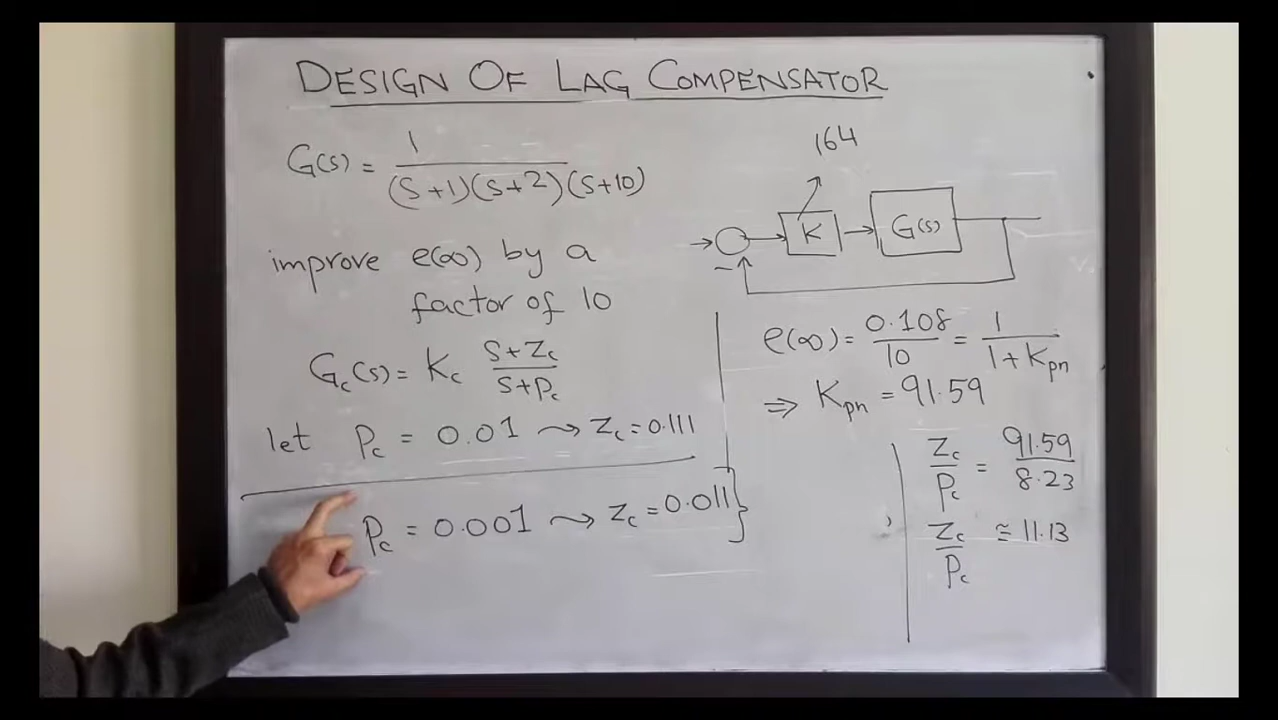 DESIGN OF LAG COMPENSATOR
G(s) = 1 / (S+1)(S+2)(S+10)
improve e(∞) by a
factor of 10
Gc(s) = Kc (S+Zc) / (S+Pc)
let Pc = 0.01 ⤳ Zc = 0.111
Pc = 0.001 ⤳ Zc = 0.011 }
164
K
G(s)
−
e(∞) = 0.108 / 10 = 1 / (1+Kpn)
⇒ Kpn = 91.59
Zc / Pc = 91.59 / 8.23
Zc / Pc ≅ 11.13